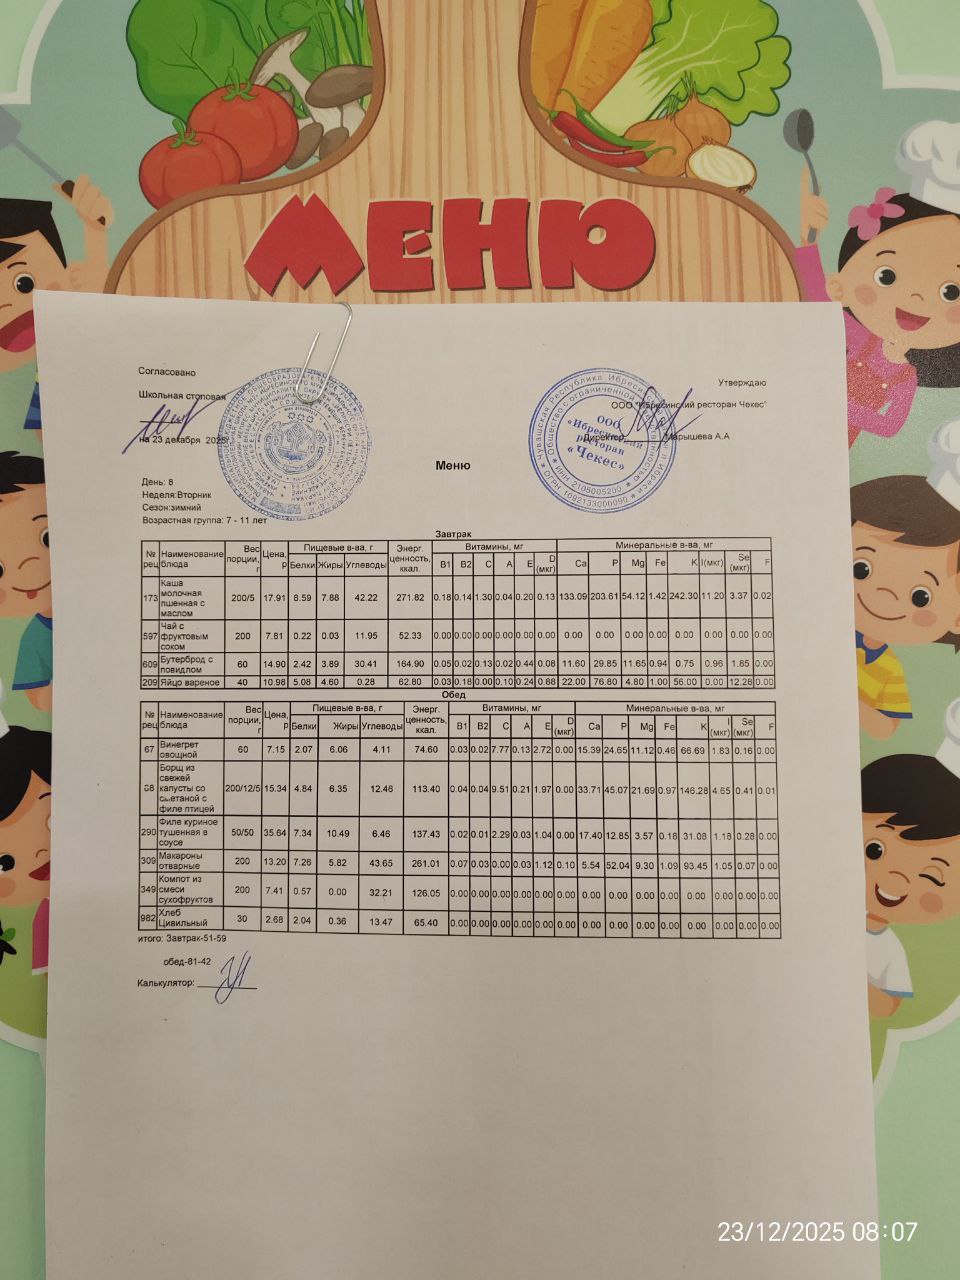 МЕНЮ
Согласовано
Утверждаю
Школьная столовая
ООО "Ибресинский ресторан Чекес"
на 23 декабря 2025г
Директор Марышева А.А
ООО
«Ибресинский
ресторан
«Чекес»
Чувашская Республика
ИНН 2105005200
ОГРН 1092133000090
Меню
День: 8
Неделя:Вторник
Сезон:зимний
Возрастная группа: 7 - 11 лет
Завтрак
№ рец Наименование блюда Вес порции, г Цена, р Пищевые в-ва, г Энерг. ценность, ккал. Витамины, мг Минеральные в-ва, мг
Белки Жиры Углеводы B1 B2 C A E D (мкг) Ca P Mg Fe K I(мкг) Se (мкг) F
173 Каша молочная пшенная с маслом 200/5 17.91 8.59 7.88 42.22 271.82 0.18 0.14 1.30 0.04 0.20 0.13 133.09 203.61 54.12 1.42 242.30 11.20 3.37 0.02
597 Чай с фруктовым соком 200 7.81 0.22 0.03 11.95 52.33 0.00 0.00 0.00 0.00 0.00 0.00 0.00 0.00 0.00 0.00 0.00 0.00 0.00 0.00
609 Бутерброд с повидлом 60 14.90 2.42 3.89 30.41 164.90 0.05 0.02 0.13 0.02 0.44 0.08 11.60 29.85 11.65 0.94 0.75 0.96 1.85 0.00
209 Яйцо вареное 40 10.98 5.08 4.60 0.28 62.80 0.03 0.18 0.00 0.10 0.24 0.68 22.00 76.80 4.80 1.00 56.00 0.00 12.28 0.00
Обед
№ рец Наименование блюда Вес порции, г Цена, р Пищевые в-ва, г Энерг. ценность, ккал. Витамины, мг Минеральные в-ва, мг
Белки Жиры Углеводы B1 B2 C A E D (мкг) Ca P Mg Fe K I (мкг) Se (мкг) F
67 Винегрет овощной 60 7.15 2.07 6.06 4.11 74.60 0.03 0.02 7.77 0.13 2.72 0.00 15.39 24.65 11.12 0.46 66.69 1.83 0.16 0.00
Борщ из свежей капусты со сметаной с филе птицей 200/12/5 15.34 4.84 6.35 12.46 113.40 0.04 0.04 9.51 0.21 1.97 0.00 33.71 45.07 21.69 0.97 146.28 4.65 0.41 0.01
290 Филе куриное тушенная в соусе 50/50 35.64 7.34 10.49 6.46 137.43 0.02 0.01 2.29 0.03 1.04 0.00 17.40 12.85 3.57 0.18 31.08 1.18 0.28 0.00
309 Макароны отварные 200 13.20 7.26 5.82 43.65 261.01 0.07 0.03 0.00 0.03 1.12 0.10 5.54 52.04 9.30 1.09 93.45 1.05 0.07 0.00
349 Компот из смеси сухофруктов 200 7.41 0.57 0.00 32.21 126.05 0.00 0.00 0.00 0.00 0.00 0.00 0.00 0.00 0.00 0.00 0.00 0.00 0.00 0.00
982 Хлеб Цивильный 30 2.68 2.04 0.36 13.47 65.40 0.00 0.00 0.00 0.00 0.00 0.00 0.00 0.00 0.00 0.00 0.00 0.00 0.00 0.00
итого: Завтрак-51-59
обед-81-42
Калькулятор:
23/12/2025 08:07